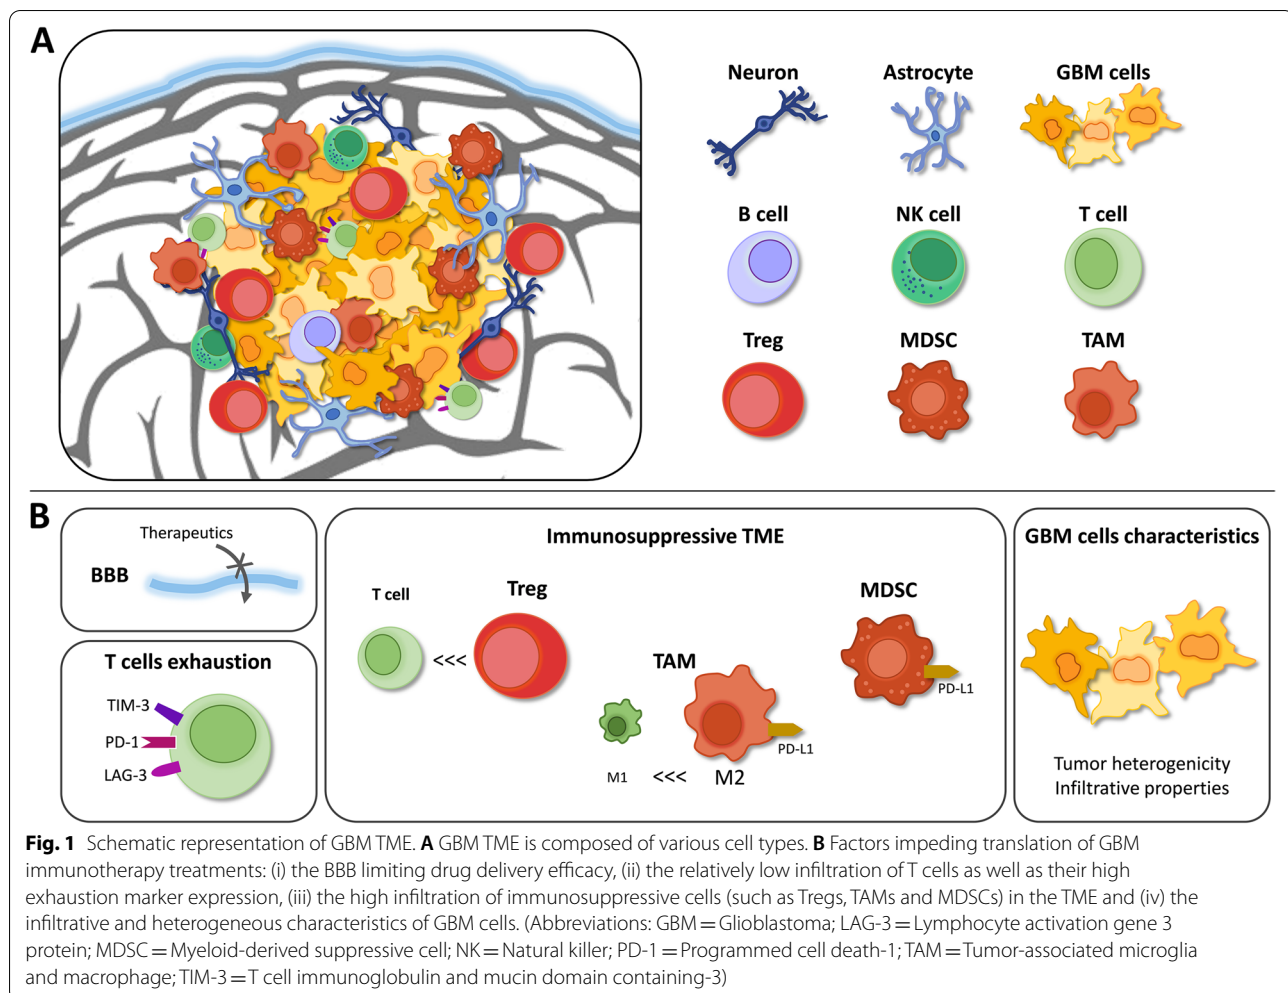 A
Neuron
Astrocyte
GBM cells
B cell
NK cell
T cell
Treg
MDSC
TAM
B
Therapeutics
BBB
T cells exhaustion
TIM-3
PD-1
LAG-3
Immunosuppressive TME
T cell
<<<
Treg
TAM
M1
<<<
M2
PD-L1
MDSC
PD-L1
GBM cells characteristics
Tumor heterogenicity
Infiltrative properties
Fig. 1 Schematic representation of GBM TME. A GBM TME is composed of various cell types. B Factors impeding translation of GBM
immunotherapy treatments: (i) the BBB limiting drug delivery efficacy, (ii) the relatively low infiltration of T cells as well as their high
exhaustion marker expression, (iii) the high infiltration of immunosuppressive cells (such as Tregs, TAMs and MDSCs) in the TME and (iv) the
infiltrative and heterogeneous characteristics of GBM cells. (Abbreviations: GBM = Glioblastoma; LAG-3 = Lymphocyte activation gene 3
protein; MDSC = Myeloid-derived suppressive cell; NK = Natural killer; PD-1 = Programmed cell death-1; TAM = Tumor-associated microglia
and macrophage; TIM-3 = T cell immunoglobulin and mucin domain containing-3)